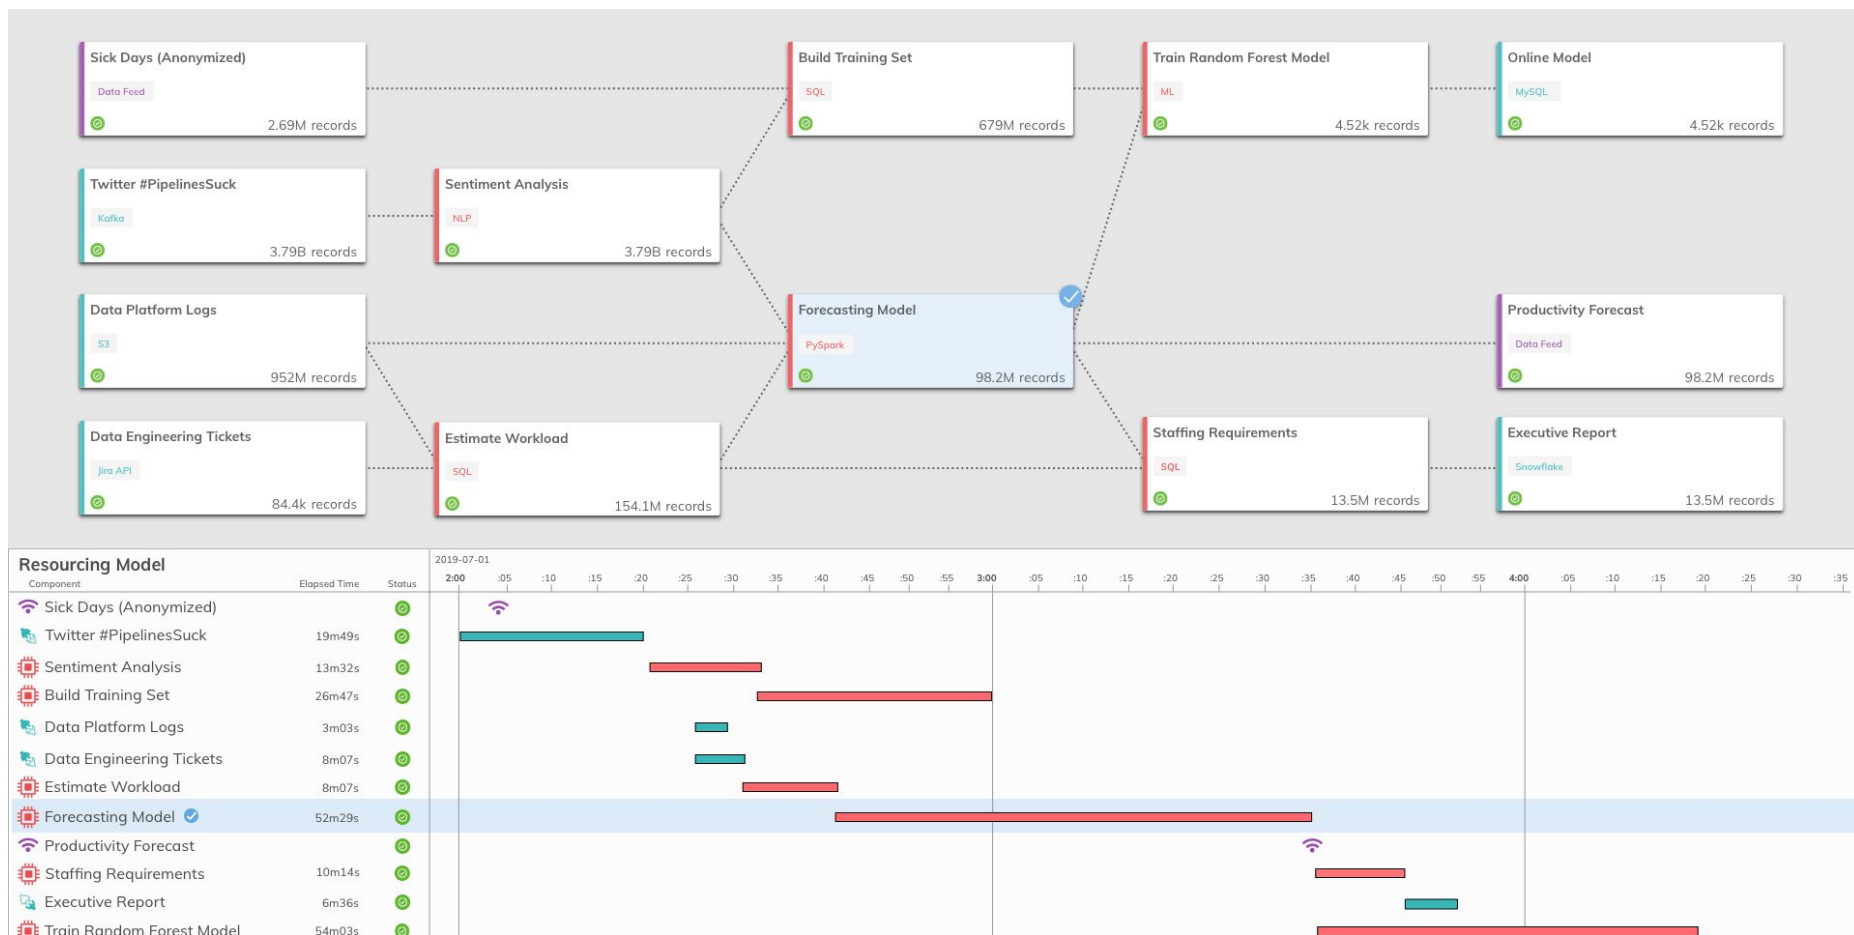 Sick Days (Anonymized)
Data Feed
2.69M records
Build Training Set
SQL
679M records
Train Random Forest Model
ML
4.52k records
Online Model
MySQL
4.52k records
Twitter #PipelinesSuck
Kafka
3.79B records
Sentiment Analysis
NLP
3.79B records
Data Platform Logs
S3
952M records
Forecasting Model
PySpark
98.2M records
Productivity Forecast
Data Feed
98.2M records
Data Engineering Tickets
Jira API
84.4k records
Estimate Workload
SQL
154.1M records
Staffing Requirements
SQL
13.5M records
Executive Report
Snowflake
13.5M records
Resourcing Model
Component Elapsed Time Status
2019-07-01
2:00 :05 :10 :15 :20 :25 :30 :35 :40 :45 :50 :55 3:00 :05 :10 :15 :20 :25 :30 :35 :40 :45 :50 :55 4:00 :05 :10 :15 :20 :25 :30 :35
Sick Days (Anonymized)
Twitter #PipelinesSuck 19m49s
Sentiment Analysis 13m32s
Build Training Set 26m47s
Data Platform Logs 3m03s
Data Engineering Tickets 8m07s
Estimate Workload 8m07s
Forecasting Model 52m29s
Productivity Forecast
Staffing Requirements 10m14s
Executive Report 6m36s
Train Random Forest Model 54m03s